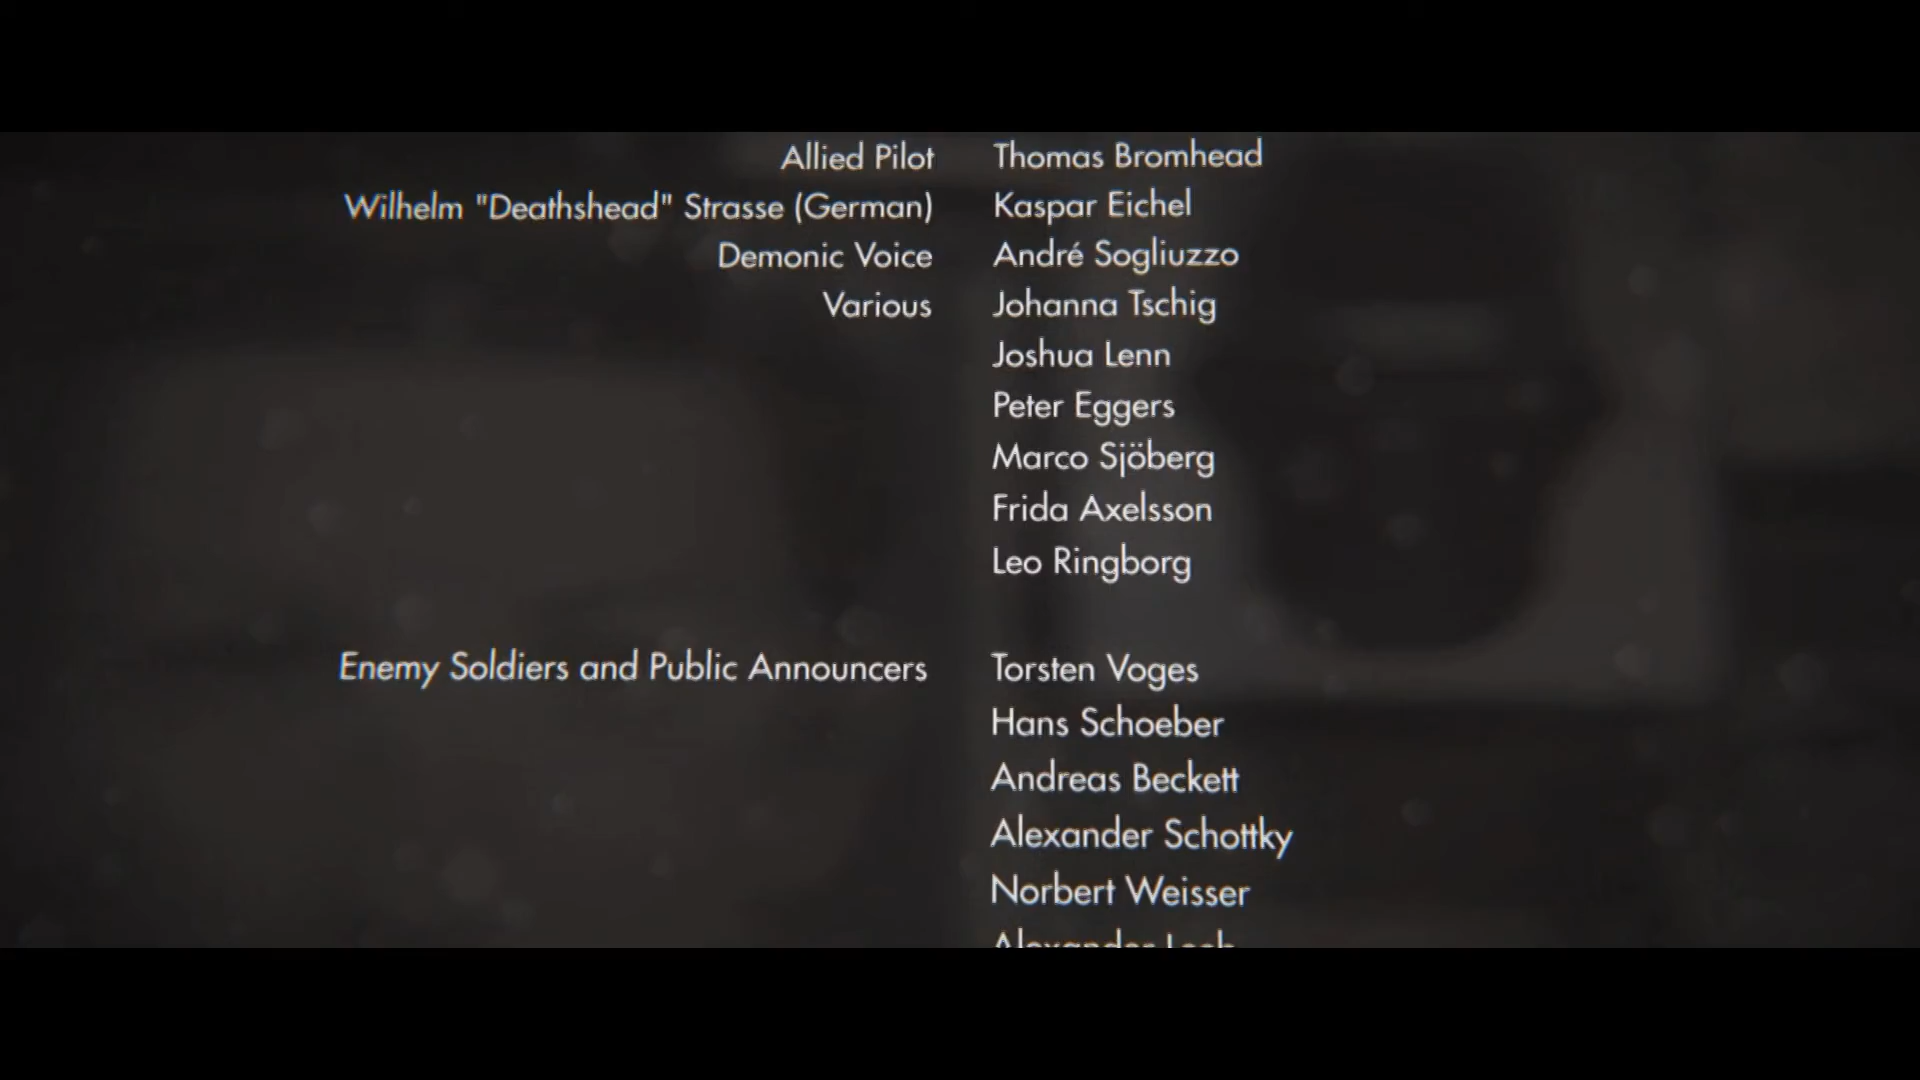 Allied Pilot Thomas Bromhead
Wilhelm "Deathshead" Strasse (German) Kaspar Eichel
Demonic Voice André Sogliuzzo
Various Johanna Tschig
Joshua Lenn
Peter Eggers
Marco Sjöberg
Frida Axelsson
Leo Ringborg
Enemy Soldiers and Public Announcers Torsten Voges
Hans Schoeber
Andreas Beckett
Alexander Schottky
Norbert Weisser
Alexander